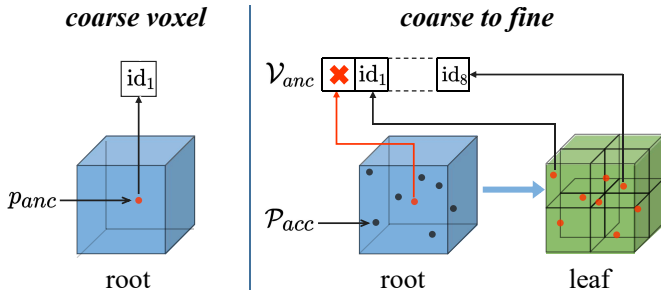 coarse voxel
coarse to fine
id₁
𝒱anc
id₁
id₈
panc
𝒫acc
root
root
leaf